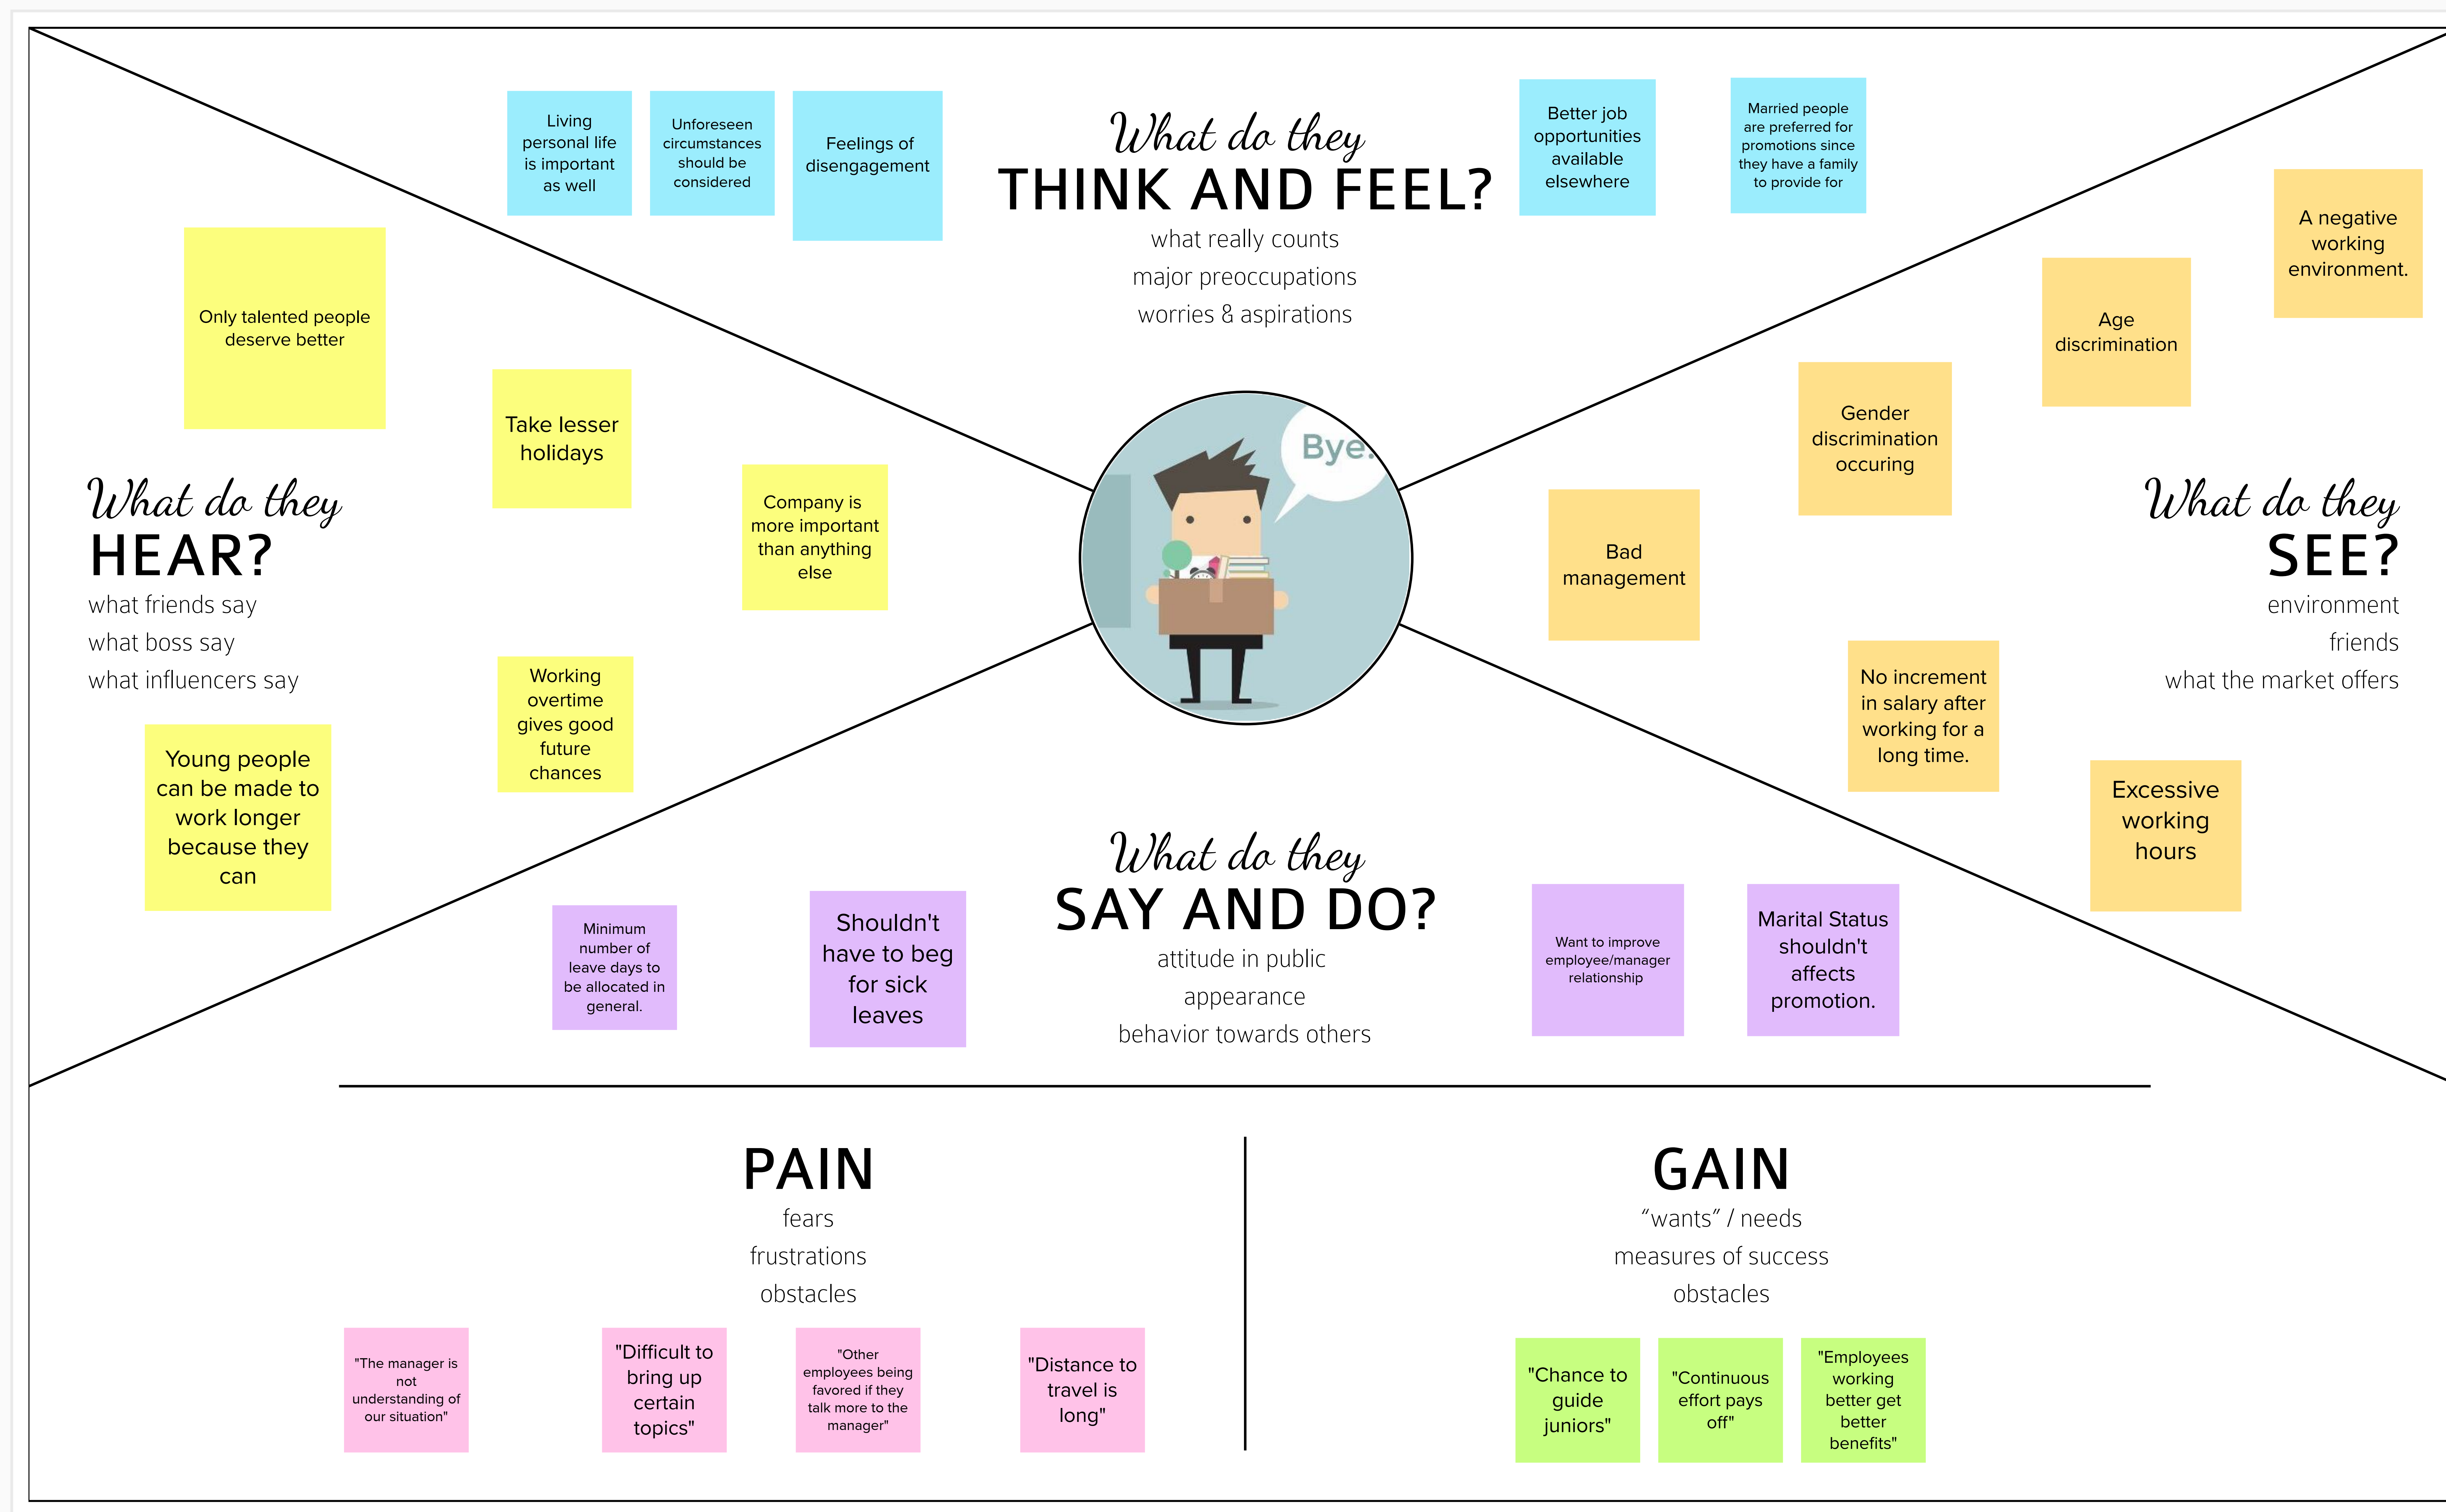 Living
personal life
is important
as well
Unforeseen
circumstances
should be
considered
Feelings of
disengagement
What do they
THINK AND FEEL?
what really counts
major preoccupations
worries & aspirations
Better job
opportunities
available
elsewhere
Married people
are preferred for
promotions since
they have a family
to provide for
Only talented people
deserve better
Take lesser
holidays
Company is
more important
than anything
else
What do they
HEAR?
what friends say
what boss say
what influencers say
Working
overtime
gives good
future
chances
Young people
can be made to
work longer
because they
can
Bye.
A negative
working
environment.
Age
discrimination
Gender
discrimination
occuring
Bad
management
What do they
SEE?
environment
friends
what the market offers
No increment
in salary after
working for a
long time.
Excessive
working
hours
Minimum
number of
leave days to
be allocated in
general.
Shouldn't
have to beg
for sick
leaves
What do they
SAY AND DO?
attitude in public
appearance
behavior towards others
Want to improve
employee/manager
relationship
Marital Status
shouldn't
affects
promotion.
PAIN
fears
frustrations
obstacles
"The manager is
not
understanding of
our situation"
"Difficult to
bring up
certain
topics"
"Other
employees being
favored if they
talk more to the
manager"
"Distance to
travel is
long"
GAIN
“wants” / needs
measures of success
obstacles
"Chance to
guide
juniors"
"Continuous
effort pays
off"
"Employees
working
better get
better
benefits"